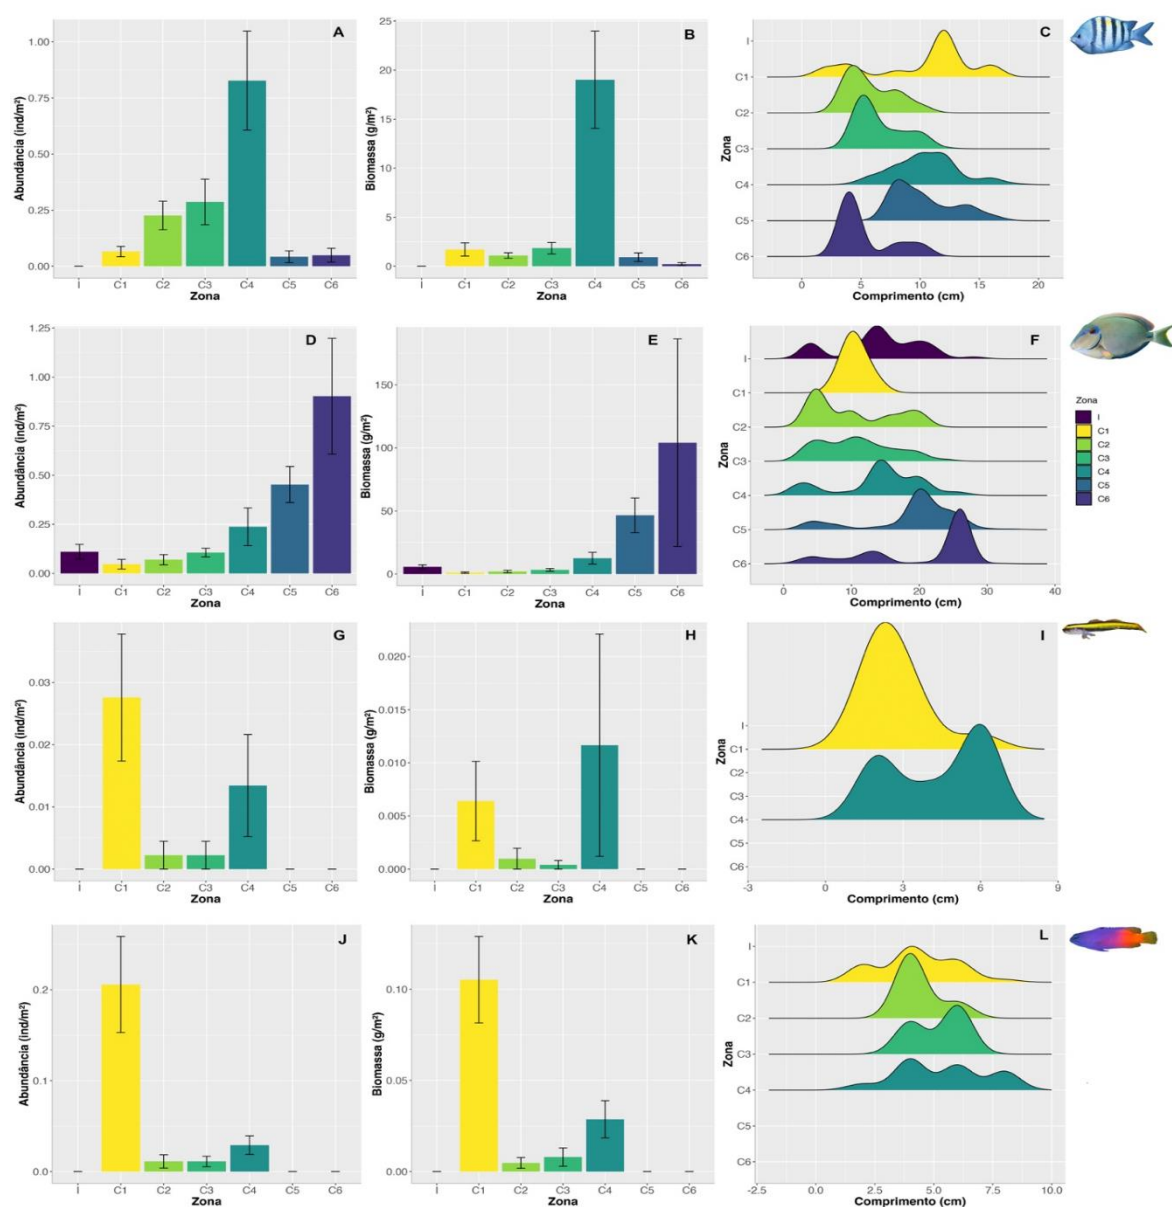 A
Abundância (ind/m²)
1.00
0.75
0.50
0.25
0.00
I C1 C2 C3 C4 C5 C6
Zona
B
Biomassa (g/m²)
25
20
15
10
5
0
I C1 C2 C3 C4 C5 C6
Zona
C
Zona
I
C1
C2
C3
C4
C5
C6
0 5 10 15 20
Comprimento (cm)
D
Abundância (ind/m²)
1.25
1.00
0.75
0.50
0.25
0.00
I C1 C2 C3 C4 C5 C6
Zona
E
Biomassa (g/m²)
150
100
50
0
I C1 C2 C3 C4 C5 C6
Zona
F
Zona
I
C1
C2
C3
C4
C5
C6
0 10 20 30 40
Comprimento (cm)
Zona
I
C1
C2
C3
C4
C5
C6
G
Abundância (ind/m²)
0.03
0.02
0.01
0.00
I C1 C2 C3 C4 C5 C6
Zona
H
Biomassa (g/m²)
0.020
0.015
0.010
0.005
0.000
I C1 C2 C3 C4 C5 C6
Zona
I
Zona
I
C1
C2
C3
C4
C5
C6
-3 0 3 6 9
Comprimento (cm)
J
Abundância (ind/m²)
0.2
0.1
0.0
I C1 C2 C3 C4 C5 C6
Zona
K
Biomassa (g/m²)
0.10
0.05
0.00
I C1 C2 C3 C4 C5 C6
Zona
L
Zona
I
C1
C2
C3
C4
C5
C6
-2.5 0.0 2.5 5.0 7.5 10.0
Comprimento (cm)